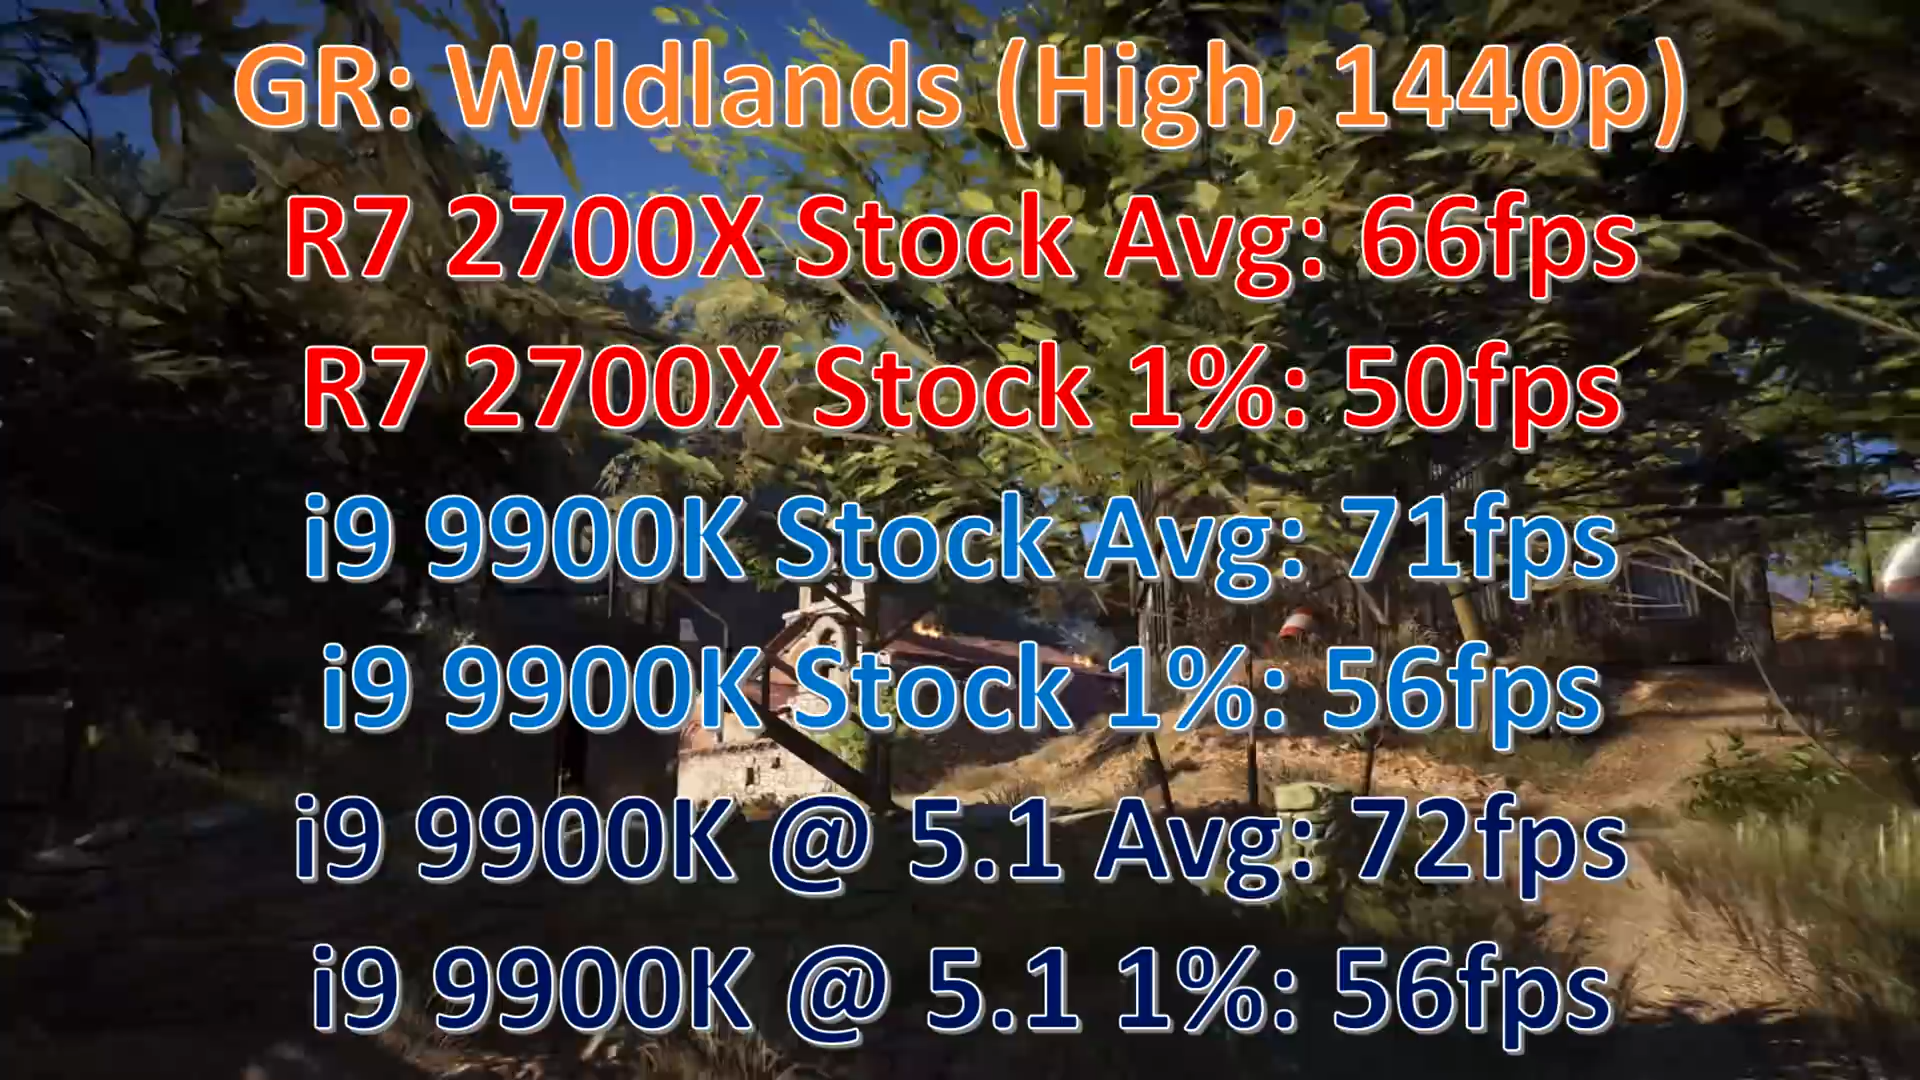 GR: Wildlands (High, 1440p)
R7 2700X Stock Avg: 66fps
R7 2700X Stock 1%: 50fps
i9 9900K Stock Avg: 71fps
i9 9900K Stock 1%: 56fps
i9 9900K @ 5.1 Avg: 72fps
i9 9900K @ 5.1 1%: 56fps